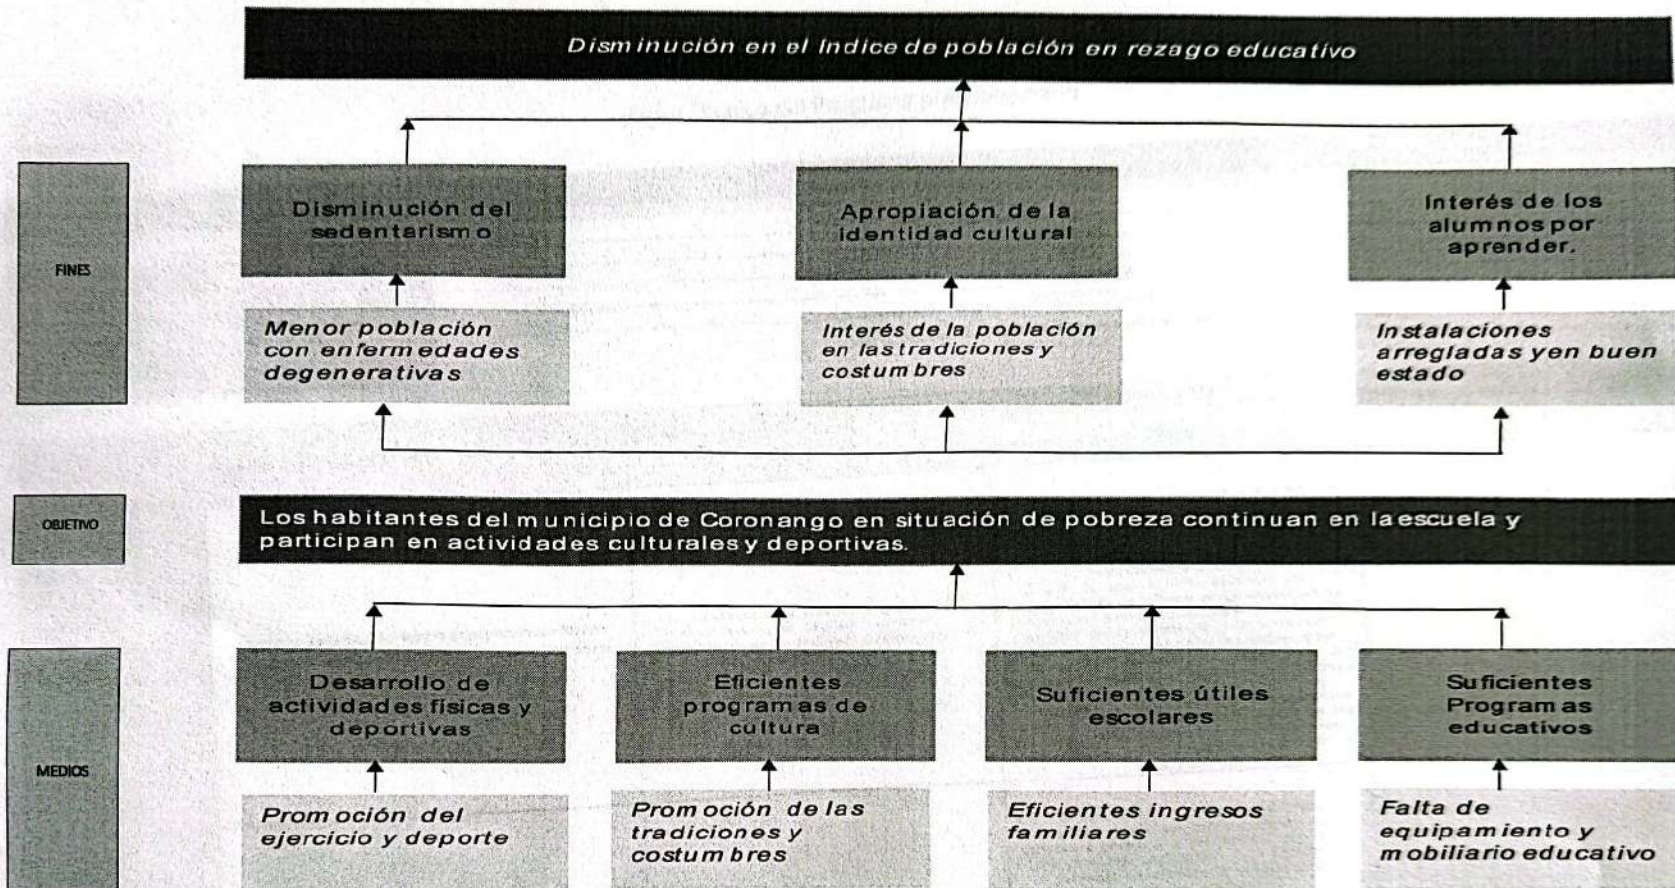 Disminución en el Indice de población en rezago educativo
FINES
Disminución del
sedentarismo
Apropiación de la
identidad cultural
Interés de los
alumnos por
aprender.
Menor población
con enfermedades
degenerativas
Interés de la población
en las tradiciones y
costumbres
Instalaciones
arregladas yen buen
estado
OBJETIVO
Los habitantes del municipio de Coronango en situación de pobreza continuan en la escuela y
participan en actividades culturales y deportivas.
MEDIOS
Desarrollo de
actividades físicas y
deportivas
Eficientes
programas de
cultura
Suficientes útiles
escolares
Suficientes
Programas
educativos
Promoción del
ejercicio y deporte
Promoción de las
tradiciones y
costumbres
Eficientes ingresos
familiares
Falta de
equipamiento y
mobiliario educativo